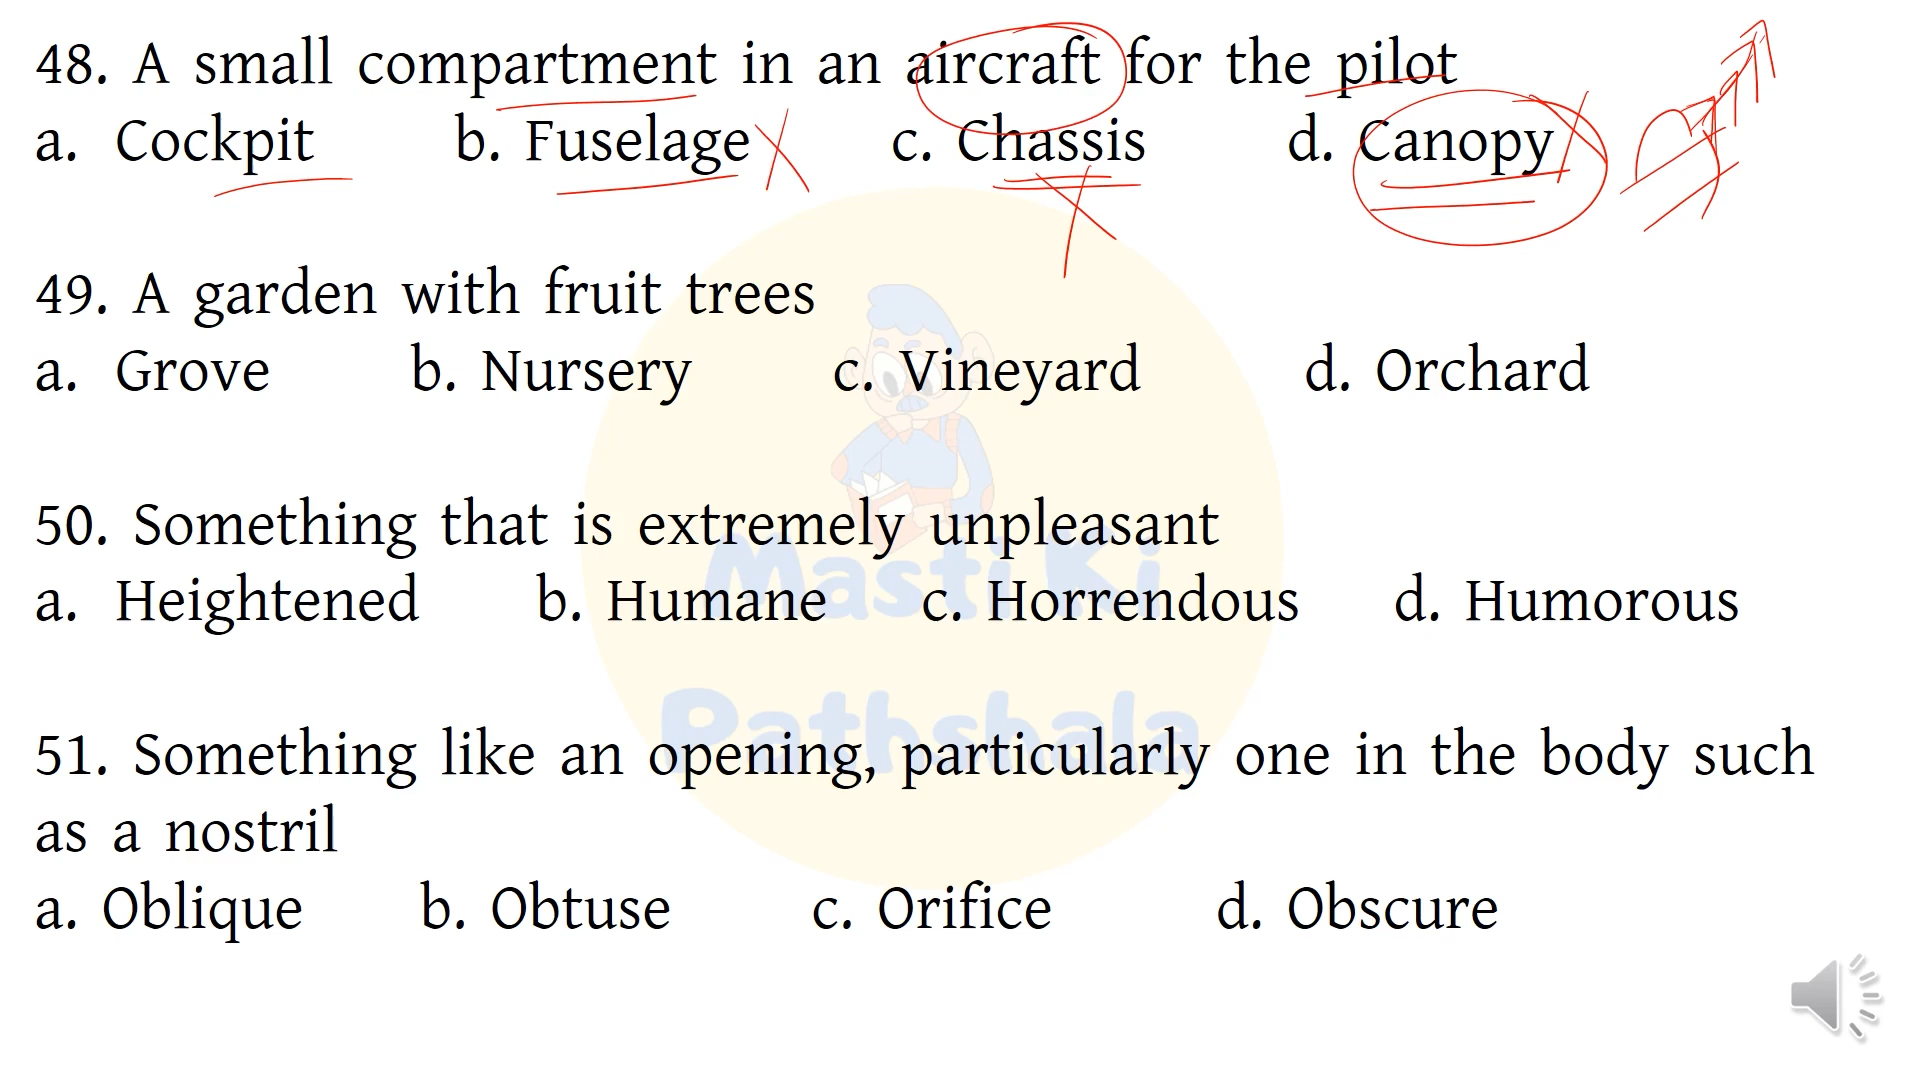 48. A small compartment in an aircraft for the pilot
a. Cockpit b. Fuselage c. Chassis d. Canopy
49. A garden with fruit trees
a. Grove b. Nursery c. Vineyard d. Orchard
50. Something that is extremely unpleasant
a. Heightened b. Humane c. Horrendous d. Humorous
Masti Ki
Pathshala
51. Something like an opening, particularly one in the body such
as a nostril
a. Oblique b. Obtuse c. Orifice d. Obscure